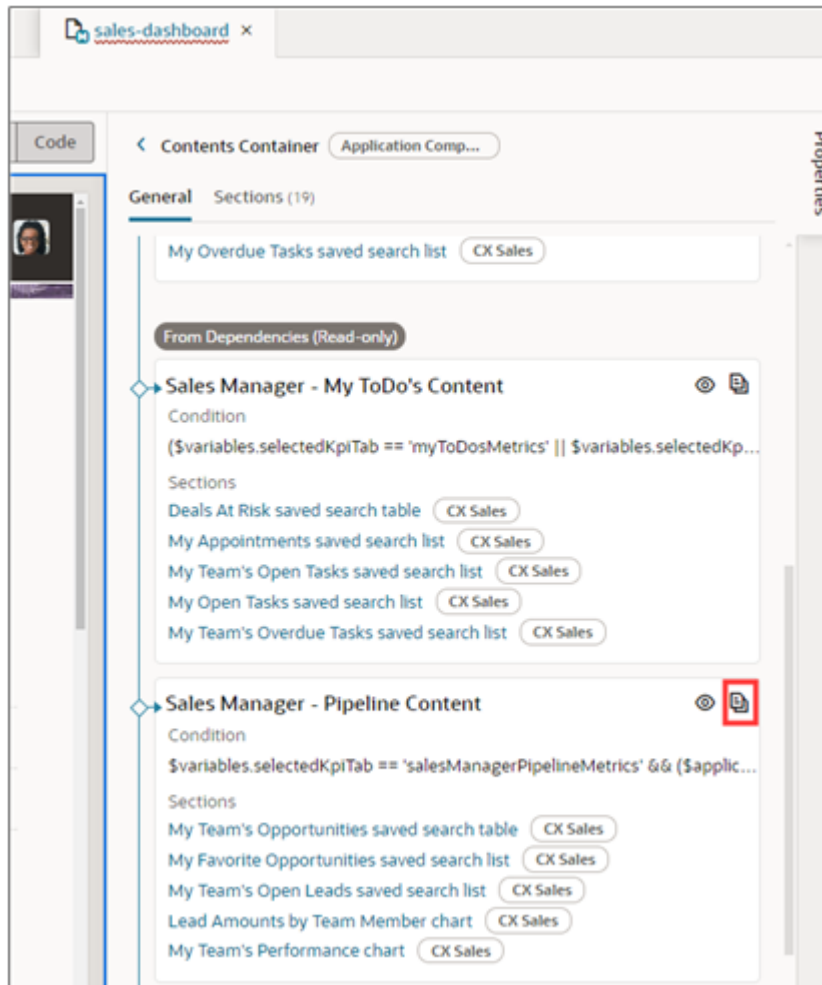 sales-dashboard ×
Code
Contents Container Application Comp...
Properties
General Sections (19)
My Overdue Tasks saved search list CX Sales
From Dependencies (Read-only)
Sales Manager - My ToDo's Content
Condition
($variables.selectedKpiTab == 'myToDosMetrics' || $variables.selectedKp...
Sections
Deals At Risk saved search table CX Sales
My Appointments saved search list CX Sales
My Team's Open Tasks saved search list CX Sales
My Open Tasks saved search list CX Sales
My Team's Overdue Tasks saved search list CX Sales
Sales Manager - Pipeline Content
Condition
$variables.selectedKpiTab == 'salesManagerPipelineMetrics' && ($applic...
Sections
My Team's Opportunities saved search table CX Sales
My Favorite Opportunities saved search list CX Sales
My Team's Open Leads saved search list CX Sales
Lead Amounts by Team Member chart CX Sales
My Team's Performance chart CX Sales